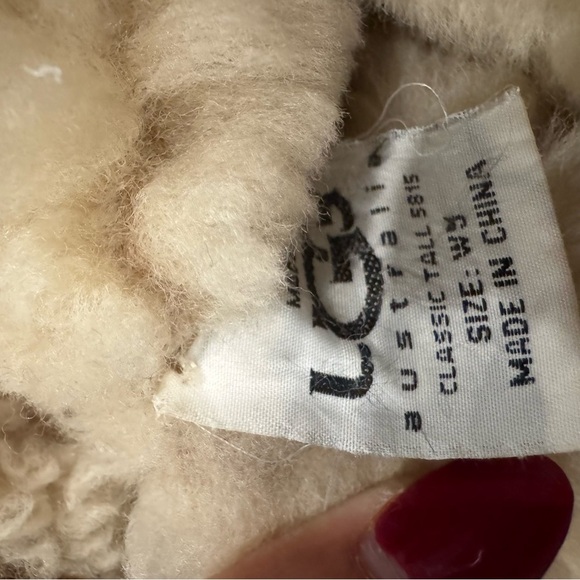 UGG
australia
CLASSIC TALL 5815
SIZE: W9
MADE IN CHINA